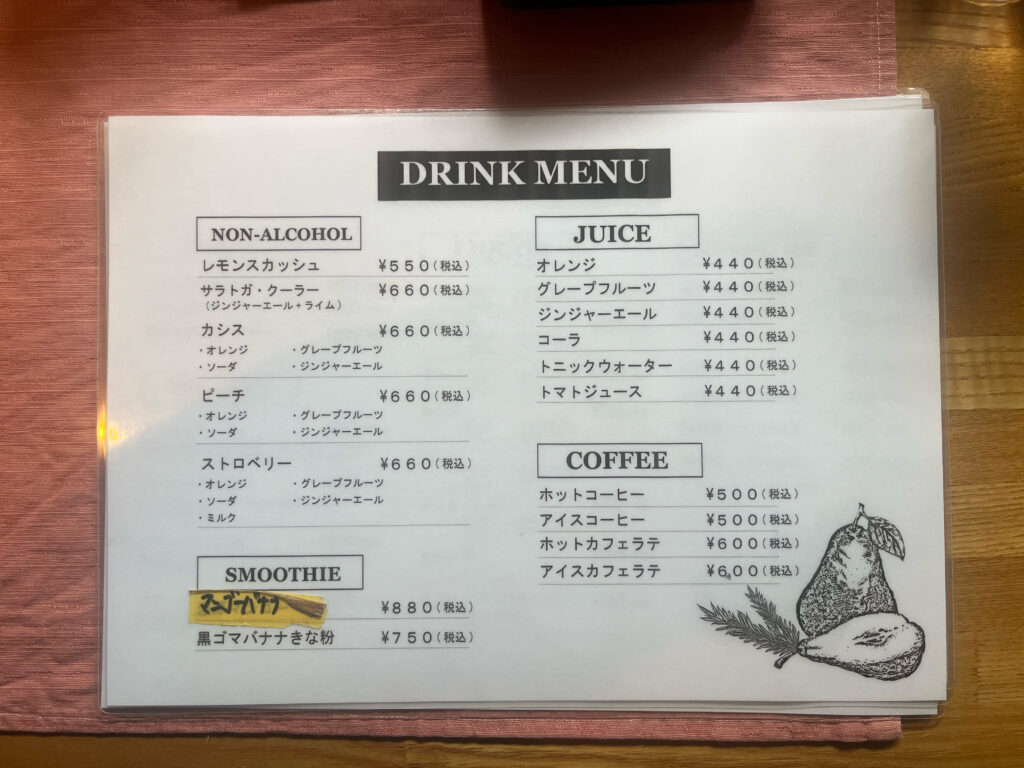 DRINK MENU
NON-ALCOHOL
レモンスカッシュ ¥550(税込)
サラトガ・クーラー ¥660(税込)
(ジンジャーエール+ライム)
カシス ¥660(税込)
・オレンジ ・グレープフルーツ
・ソーダ ・ジンジャーエール
ピーチ ¥660(税込)
・オレンジ ・グレープフルーツ
・ソーダ ・ジンジャーエール
ストロベリー ¥660(税込)
・オレンジ ・グレープフルーツ
・ソーダ ・ジンジャーエール
・ミルク
SMOOTHIE
マンゴーバナナ ¥880(税込)
黒ゴマバナナきな粉 ¥750(税込)
JUICE
オレンジ ¥440(税込)
グレープフルーツ ¥440(税込)
ジンジャーエール ¥440(税込)
コーラ ¥440(税込)
トニックウォーター ¥440(税込)
トマトジュース ¥440(税込)
COFFEE
ホットコーヒー ¥500(税込)
アイスコーヒー ¥500(税込)
ホットカフェラテ ¥600(税込)
アイスカフェラテ ¥600(税込)